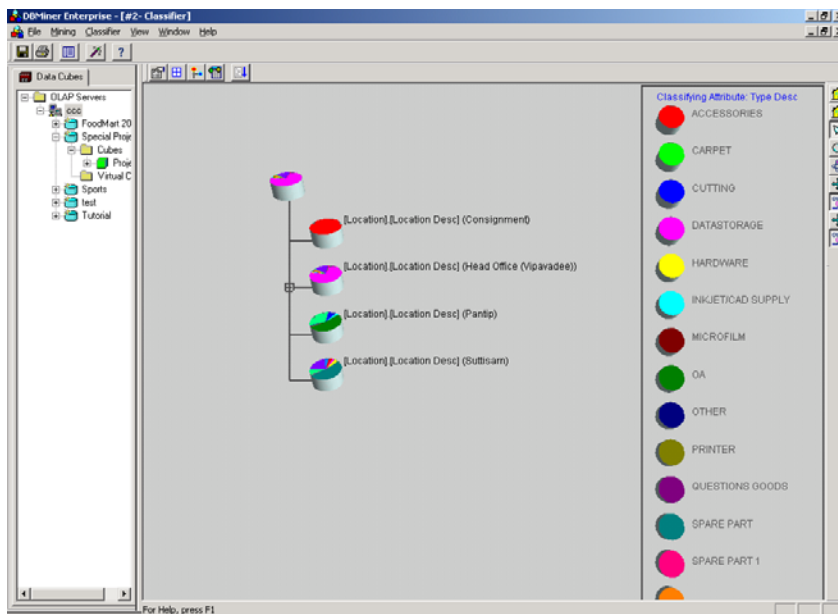 DBMiner Enterprise - [#2- Classifier]
File Mining Classifier View Window Help
Data Cubes
OLAP Servers
ccc
FoodMart 20
Special Proje
Cubes
Proje
Virtual C
Sports
test
Tutorial
[Location].[Location Desc] (Consignment)
[Location].[Location Desc] (Head Office (Vipavadee))
[Location].[Location Desc] (Pantip)
[Location].[Location Desc] (Suttisarn)
Classifying Attribute: Type Desc
ACCESSORIES
CARPET
CUTTING
DATASTORAGE
HARDWARE
INKJET/CAD SUPPLY
MICROFILM
OA
OTHER
PRINTER
QUESTIONS GOODS
SPARE PART
SPARE PART 1
For Help, press F1